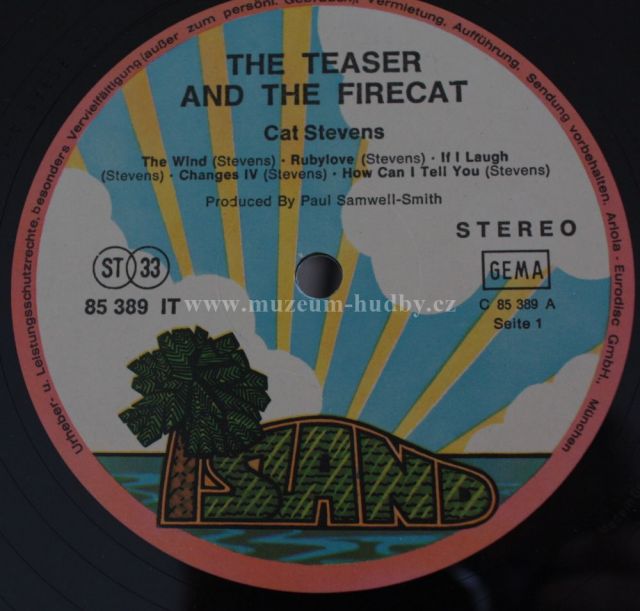 Urheber- u. Leistungsschutzrechte, besonders Vervielfältigung (außer zum persönl. Gebrauch), Vermietung, Aufführung, Sendung vorbehalten. Ariola - Eurodisc GmbH., München
THE TEASER
AND THE FIRECAT
Cat Stevens
The Wind (Stevens) · Rubylove (Stevens) · If I Laugh
(Stevens) · Changes IV (Stevens) · How Can I Tell You (Stevens)
Produced By Paul Samwell-Smith
STEREO
ST 33
GEMA
85 389 IT
C 85 389 A
Seite 1
www.muzeum-hudby.cz
ISLAND